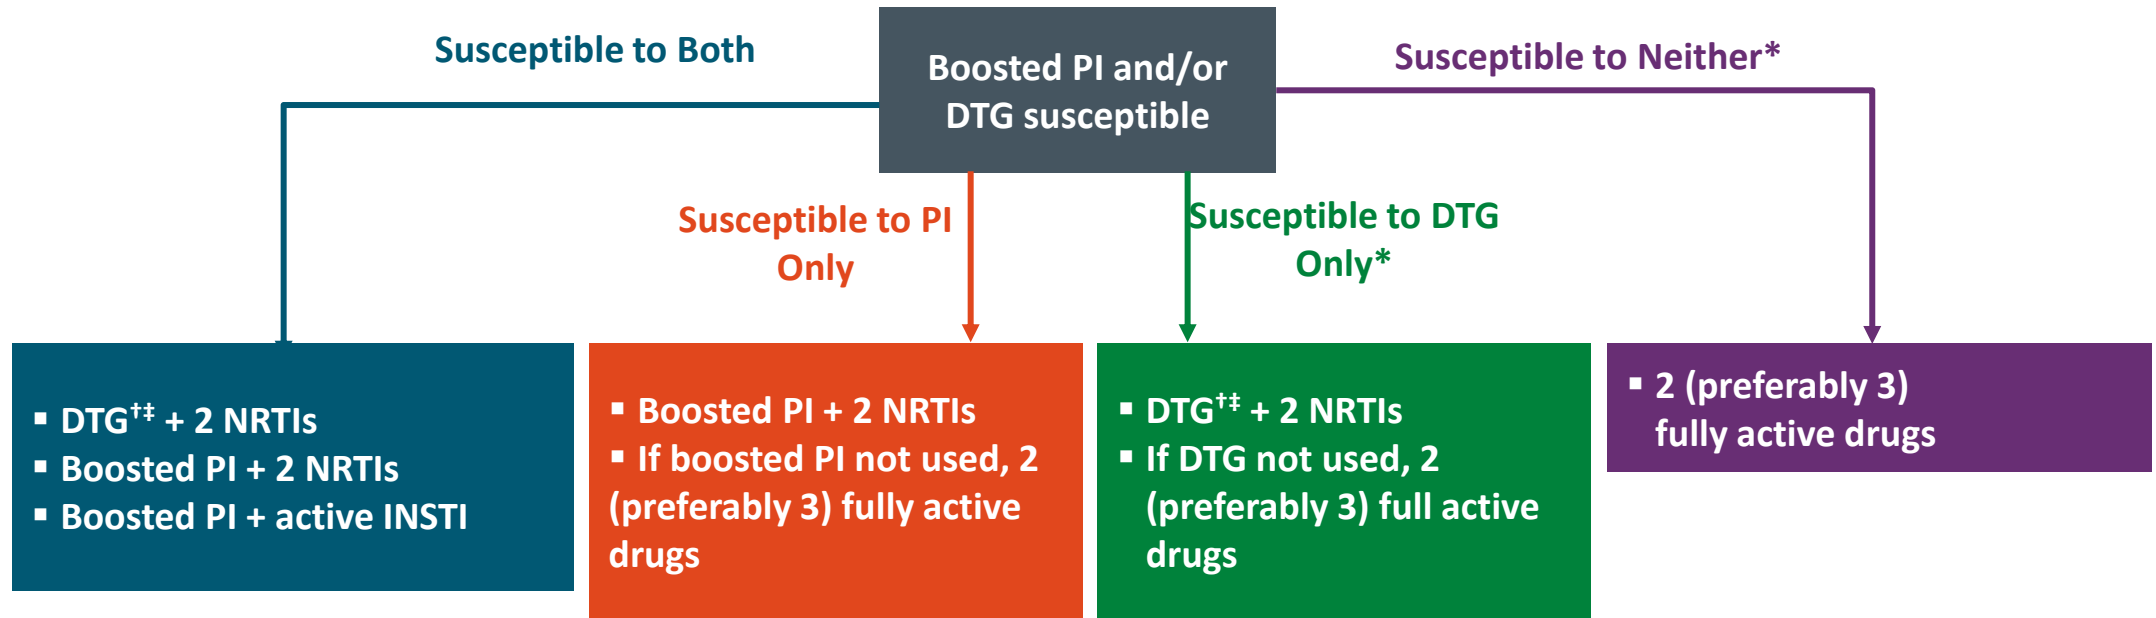 Susceptible to Both
Boosted PI and/or
DTG susceptible
Susceptible to Neither*
Susceptible to PI
Only
Susceptible to DTG
Only*
▪ DTG†‡ + 2 NRTIs
▪ Boosted PI + 2 NRTIs
▪ Boosted PI + active INSTI
▪ Boosted PI + 2 NRTIs
▪ If boosted PI not used, 2
(preferably 3) fully active
drugs
▪ DTG†‡ + 2 NRTIs
▪ If DTG not used, 2
(preferably 3) full active
drugs
▪ 2 (preferably 3)
fully active drugs